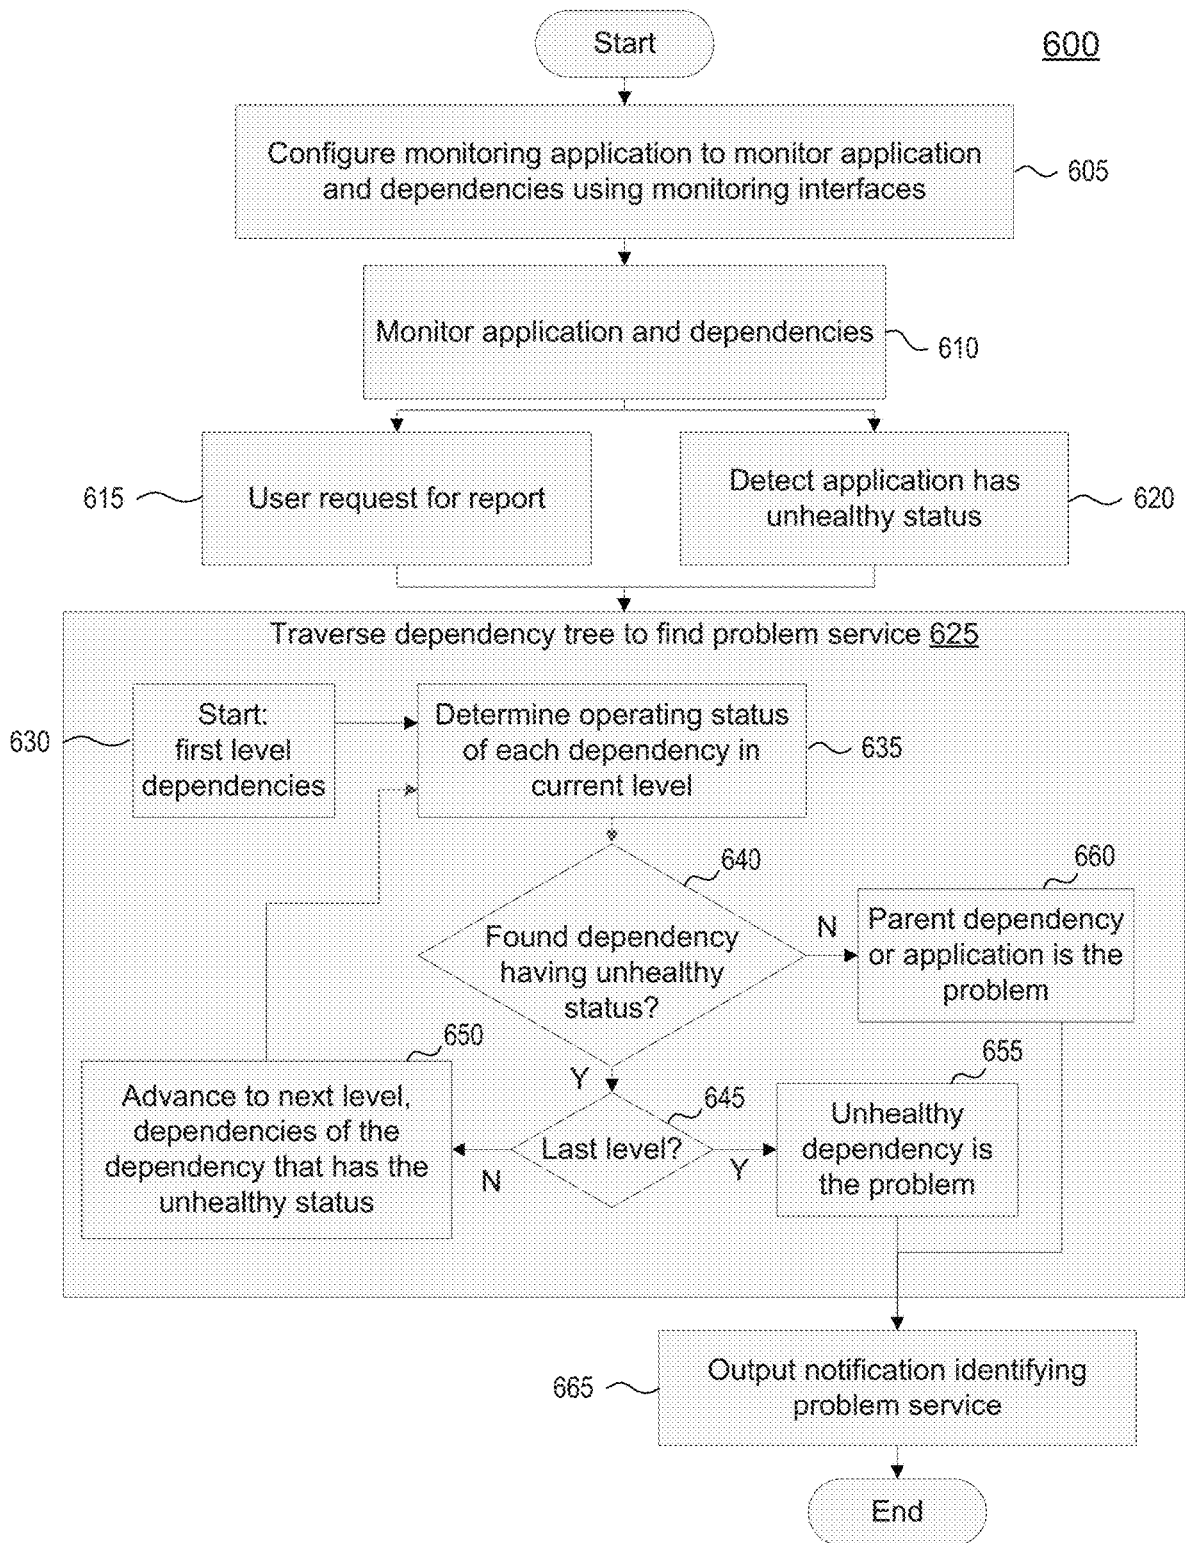 Start
600
Configure monitoring application to monitor application
and dependencies using monitoring interfaces
605
Monitor application and dependencies
610
User request for report
615
Detect application has
unhealthy status
620
Traverse dependency tree to find problem service 625
Start:
first level
dependencies
630
Determine operating status
of each dependency in
current level
635
640
Found dependency
having unhealthy
status?
N
660
Parent dependency
or application is the
problem
Y
650
Advance to next level,
dependencies of the
dependency that has the
unhealthy status
645
Last level?
N
Y
655
Unhealthy
dependency is
the problem
Output notification identifying
problem service
665
End